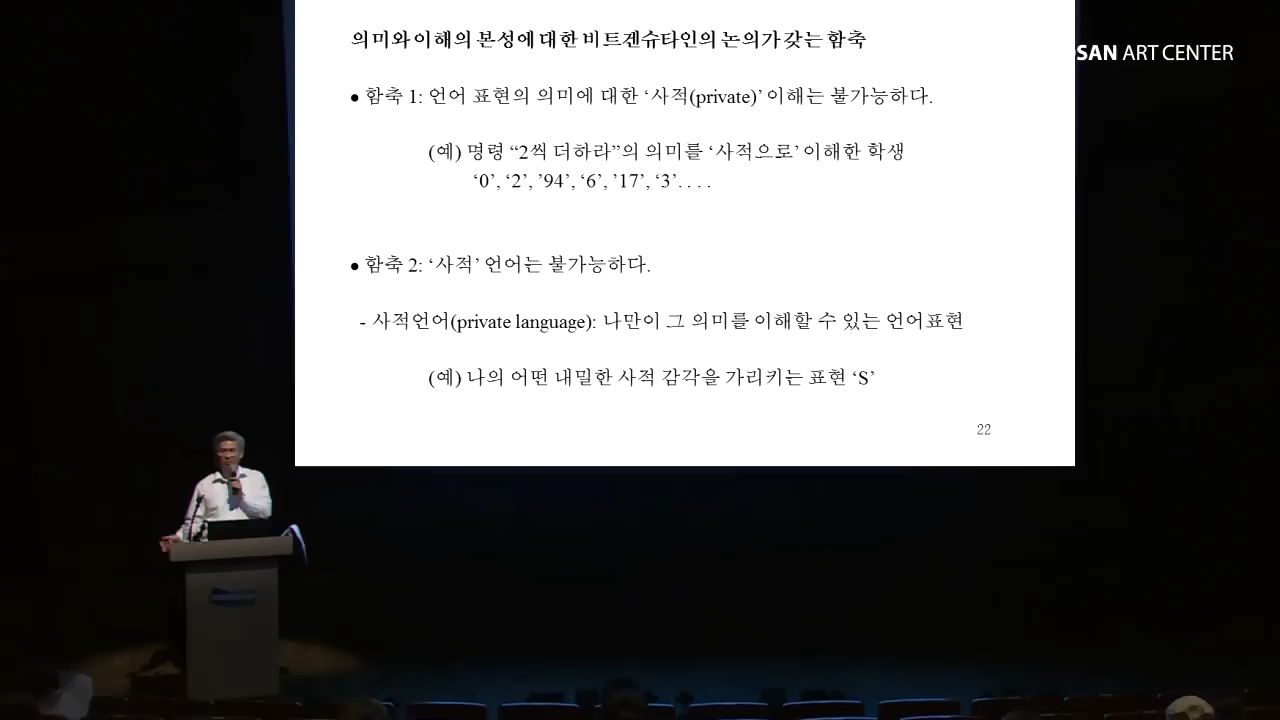 의미와 이해의 본성에 대한 비트겐슈타인의 논의가 갖는 함축
SAN ART CENTER
● 함축 1: 언어 표현의 의미에 대한 ‘사적(private)’ 이해는 불가능하다.
(예) 명령 “2씩 더하라”의 의미를 ‘사적으로’ 이해한 학생
‘0’, ‘2’, ’94’, ‘6’, ’17’, ‘3’. . . .
● 함축 2: ‘사적’ 언어는 불가능하다.
- 사적언어(private language): 나만이 그 의미를 이해할 수 있는 언어표현
(예) 나의 어떤 내밀한 사적 감각을 가리키는 표현 ‘S’
22